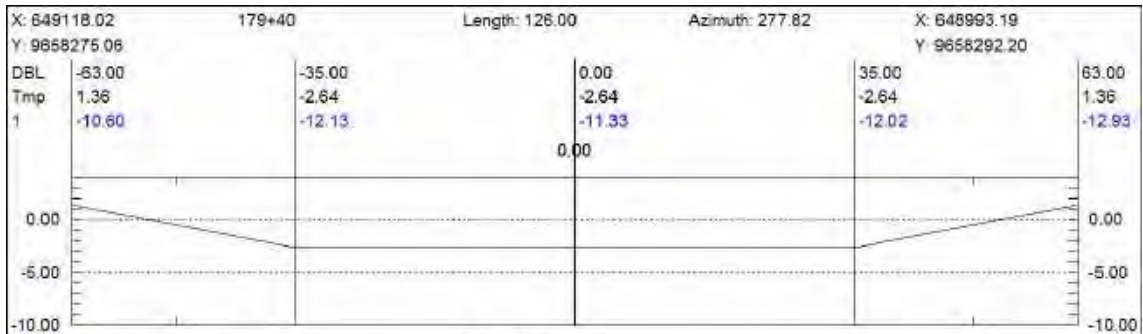 X: 649118.02 179+40 Length: 126.00 Azimuth: 277.82 X: 648993.19
Y: 9658275.06 Y: 9658292.20
DBL -63.00 -35.00 0.00 35.00 63.00
Tmp 1.36 -2.64 -2.64 -2.64 1.36
1 -10.60 -12.13 -11.33 -12.02 -12.93
0.00
0.00 0.00
-5.00 -5.00
-10.00 -10.00